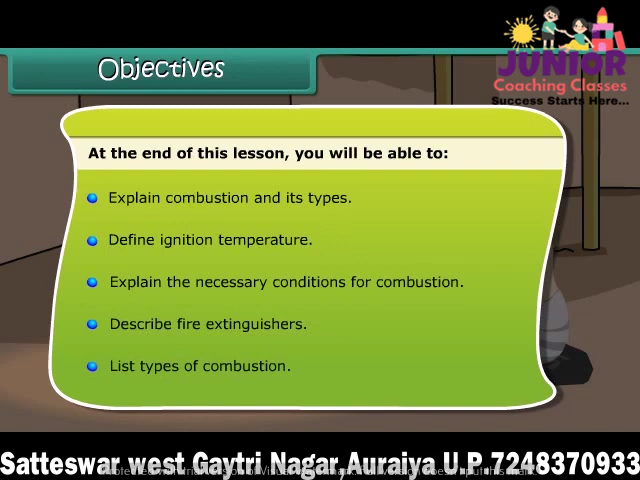 Objectives
JUNIOR
Coaching Classes
Success Starts Here...
At the end of this lesson, you will be able to:
Explain combustion and its types.
Define ignition temperature.
Explain the necessary conditions for combustion.
Describe fire extinguishers.
List types of combustion.
Satteswar west Gaytri Nagar,Auraiya U.P.7248370933